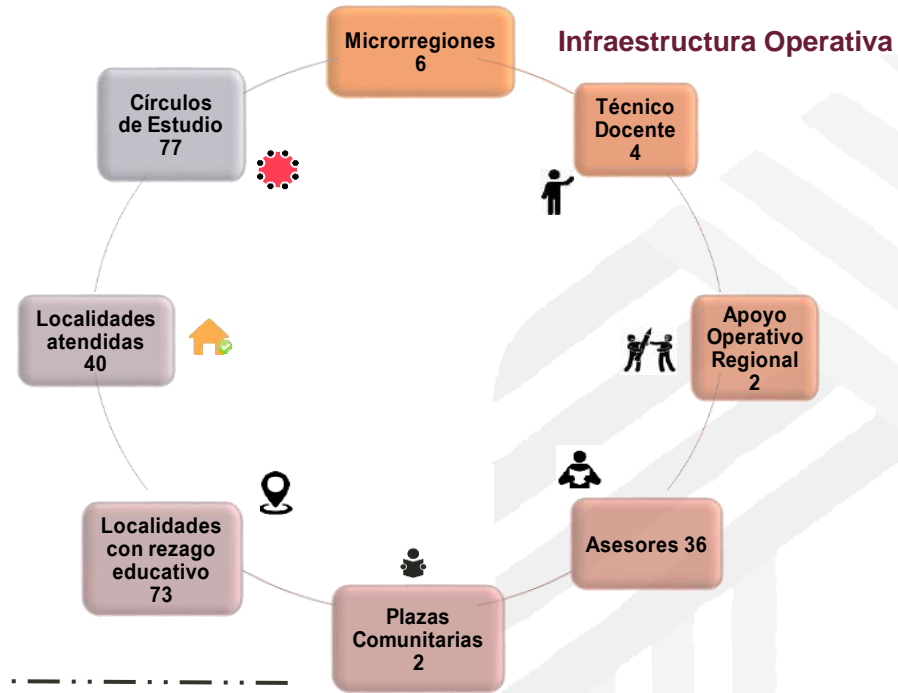 Infraestructura Operativa
Microrregiones
6
Técnico
Docente
4
Apoyo
Operativo
Regional
2
Asesores 36
Plazas
Comunitarias
2
Localidades
con rezago
educativo
73
Localidades
atendidas
40
Círculos
de Estudio
77